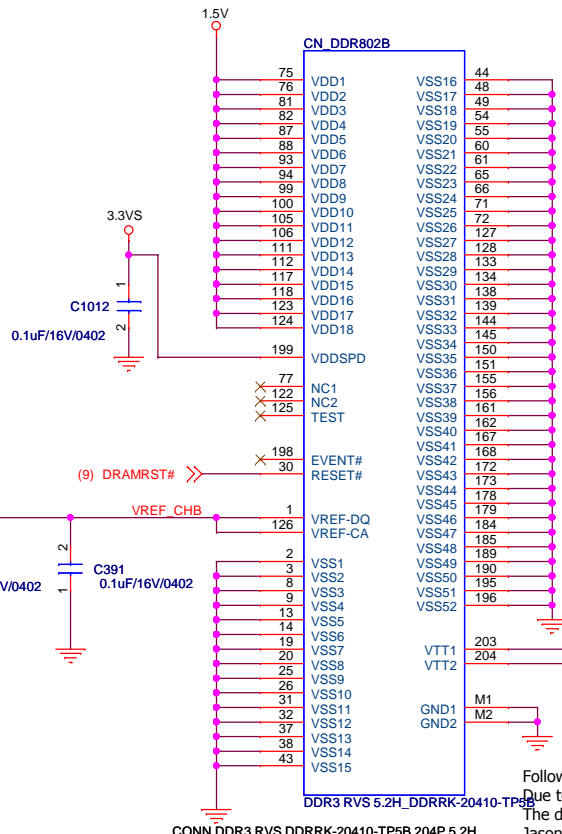 1.5V
CN_DDR802B
75 VDD1 VSS16 44
76 VDD2 VSS17 48
81 VDD3 VSS18 49
82 VDD4 VSS19 54
87 VDD5 VSS20 55
88 VDD6 VSS21 60
93 VDD7 VSS22 61
94 VDD8 VSS23 65
99 VDD9 VSS24 66
100 VDD10 VSS25 71
105 VDD11 VSS26 72
106 VDD12 VSS27 127
111 VDD13 VSS28 128
112 VDD14 VSS29 133
117 VDD15 VSS30 134
118 VDD16 VSS31 138
123 VDD17 VSS32 139
124 VDD18 VSS33 144
VSS34 145
199 VDDSPD VSS35 150
VSS36 151
77 NC1 VSS37 155
122 NC2 VSS38 156
125 TEST VSS39 161
VSS40 162
VSS41 167
198 EVENT# VSS42 168
30 RESET# VSS43 172
VSS44 173
VSS45 178
1 VREF-DQ VSS46 179
126 VREF-CA VSS47 184
VSS48 185
2 VSS1 VSS49 189
3 VSS2 VSS50 190
8 VSS3 VSS51 195
9 VSS4 VSS52 196
13 VSS5
14 VSS6
19 VSS7 VTT1 203
20 VSS8 VTT2 204
25 VSS9
26 VSS10
31 VSS11 GND1 M1
32 VSS12 GND2 M2
37 VSS13
38 VSS14
43 VSS15
3.3VS
1
C1012
2
0.1uF/16V/0402
(9) DRAMRST#
VREF_CHB
2
C391
1
V/0402 0.1uF/16V/0402
DDR3 RVS 5.2H_DDRRK-20410-TP5B
CONN DDR3 RVS DDRRK-20410-TP5B 204P 5.2H
Follow
Due t
The d
Jason